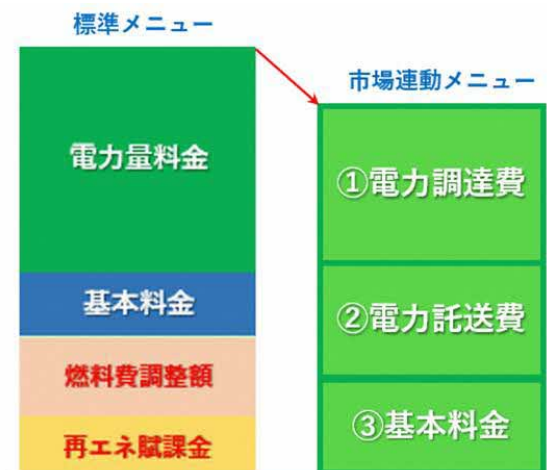 標準メニュー
電力量料金
基本料金
燃料費調整額
再エネ賦課金
市場連動メニュー
①電力調達費
②電力託送費
③基本料金